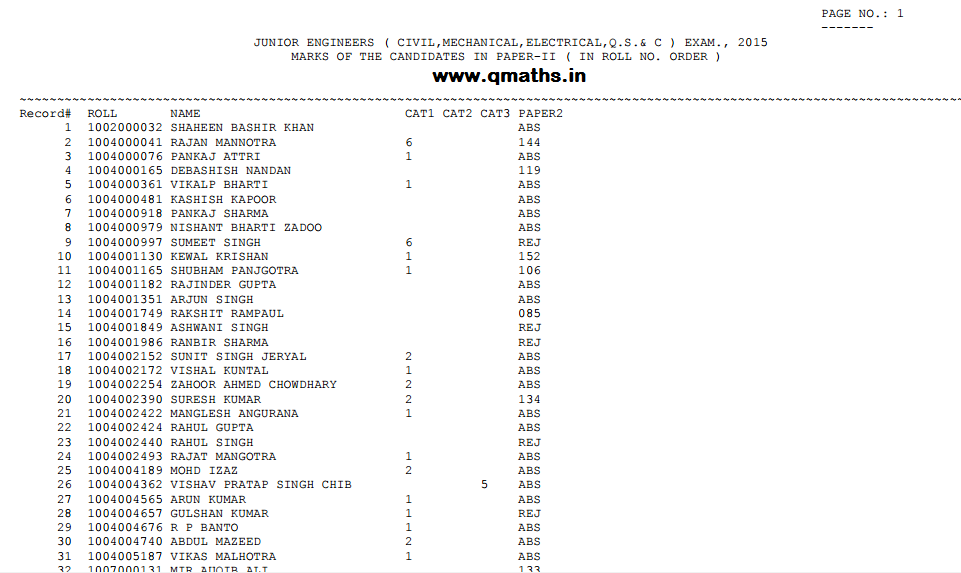 PAGE NO.: 1
-------
JUNIOR ENGINEERS ( CIVIL,MECHANICAL,ELECTRICAL,Q.S.& C ) EXAM., 2015
MARKS OF THE CANDIDATES IN PAPER-II ( IN ROLL NO. ORDER )
www.qmaths.in
~~~~~~~~~~~~~~~~~~~~~~~~~~~~~~~~~~~~~~~~~~~~~~~~~~~~~~~~~~~~~~~~~~~~~~~~~~~~~~~~~~~~~~~~~~~~~~~~~~~~~~~~~~~~~~~~~~~~~~~~~~~~~
Record# ROLL NAME CAT1 CAT2 CAT3 PAPER2
1 1002000032 SHAHEEN BASHIR KHAN ABS
2 1004000041 RAJAN MANNOTRA 6 144
3 1004000076 PANKAJ ATTRI 1 ABS
4 1004000165 DEBASHISH NANDAN 119
5 1004000361 VIKALP BHARTI 1 ABS
6 1004000481 KASHISH KAPOOR ABS
7 1004000918 PANKAJ SHARMA ABS
8 1004000979 NISHANT BHARTI ZADOO ABS
9 1004000997 SUMEET SINGH 6 REJ
10 1004001130 KEWAL KRISHAN 1 152
11 1004001165 SHUBHAM PANJGOTRA 1 106
12 1004001182 RAJINDER GUPTA ABS
13 1004001351 ARJUN SINGH ABS
14 1004001749 RAKSHIT RAMPAUL 085
15 1004001849 ASHWANI SINGH REJ
16 1004001986 RANBIR SHARMA REJ
17 1004002152 SUNIT SINGH JERYAL 2 ABS
18 1004002172 VISHAL KUNTAL 1 ABS
19 1004002254 ZAHOOR AHMED CHOWDHARY 2 ABS
20 1004002390 SURESH KUMAR 2 134
21 1004002422 MANGLESH ANGURANA 1 ABS
22 1004002424 RAHUL GUPTA ABS
23 1004002440 RAHUL SINGH REJ
24 1004002493 RAJAT MANGOTRA 1 ABS
25 1004004189 MOHD IZAZ 2 ABS
26 1004004362 VISHAV PRATAP SINGH CHIB 5 ABS
27 1004004565 ARUN KUMAR 1 ABS
28 1004004657 GULSHAN KUMAR 1 REJ
29 1004004676 R P BANTO 1 ABS
30 1004004740 ABDUL MAZEED 2 ABS
31 1004005187 VIKAS MALHOTRA 1 ABS
32 1007000131 MIR AUQIB ALI 133